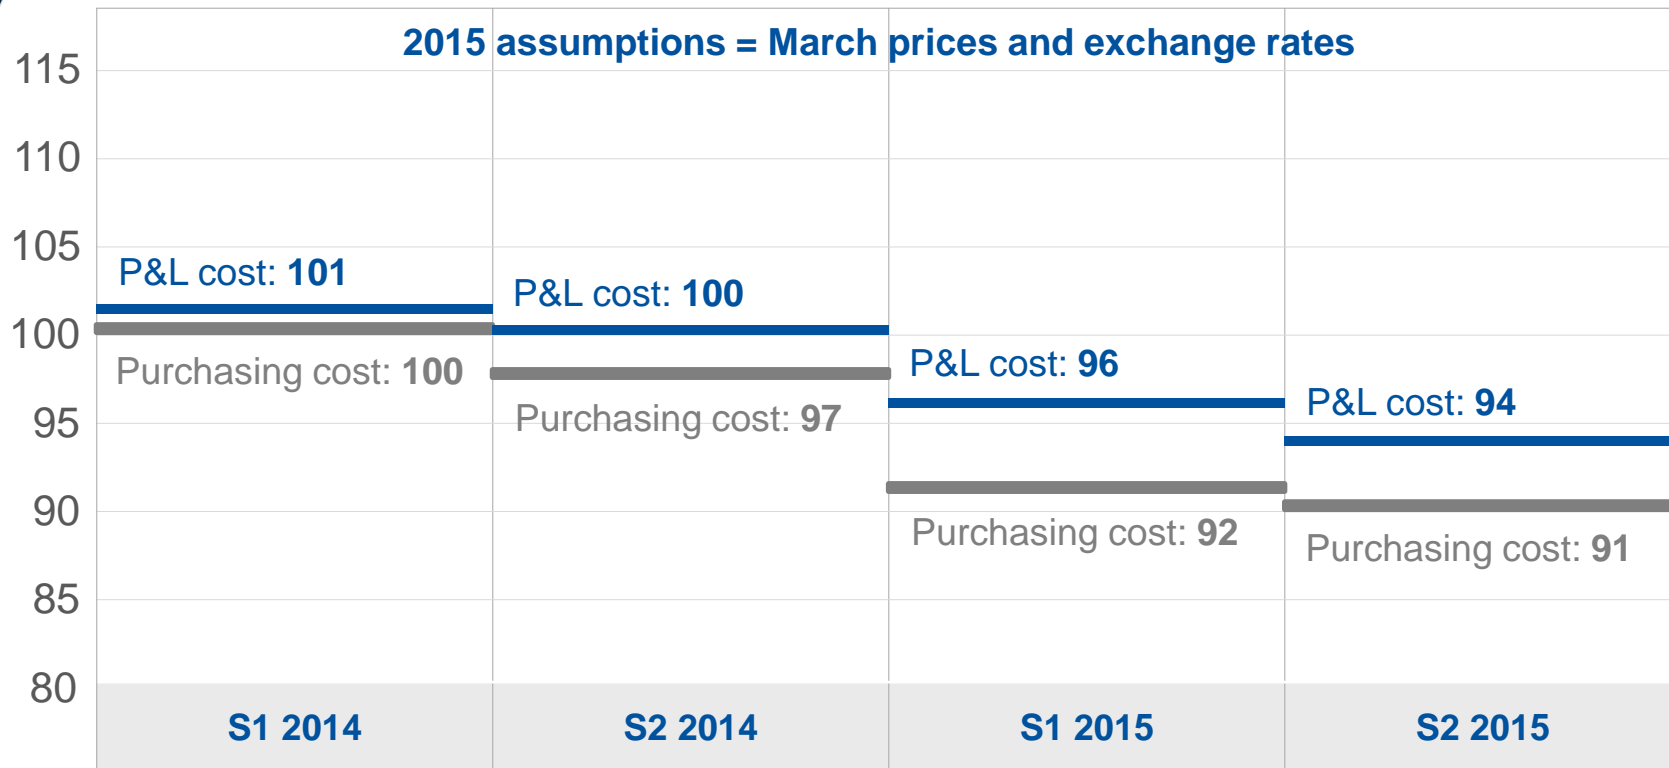 2015 assumptions = March prices and exchange rates
115
110
105
100
95
90
85
80
P&L cost: 101
Purchasing cost: 100
P&L cost: 100
Purchasing cost: 97
P&L cost: 96
Purchasing cost: 92
P&L cost: 94
Purchasing cost: 91
S1 2014
S2 2014
S1 2015
S2 2015